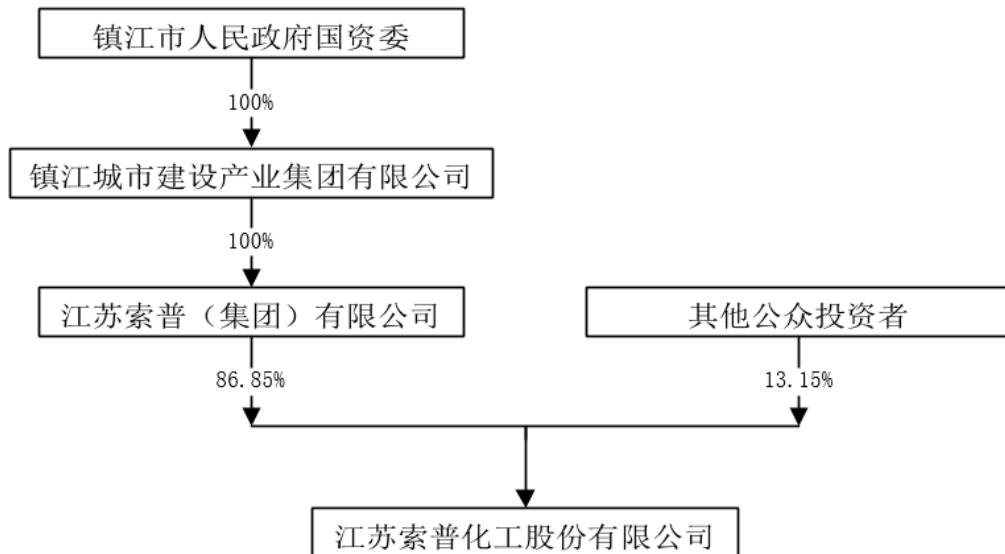 镇江市人民政府国资委
100%
镇江城市建设产业集团有限公司
100%
江苏索普（集团）有限公司
其他公众投资者
86.85%
13.15%
江苏索普化工股份有限公司